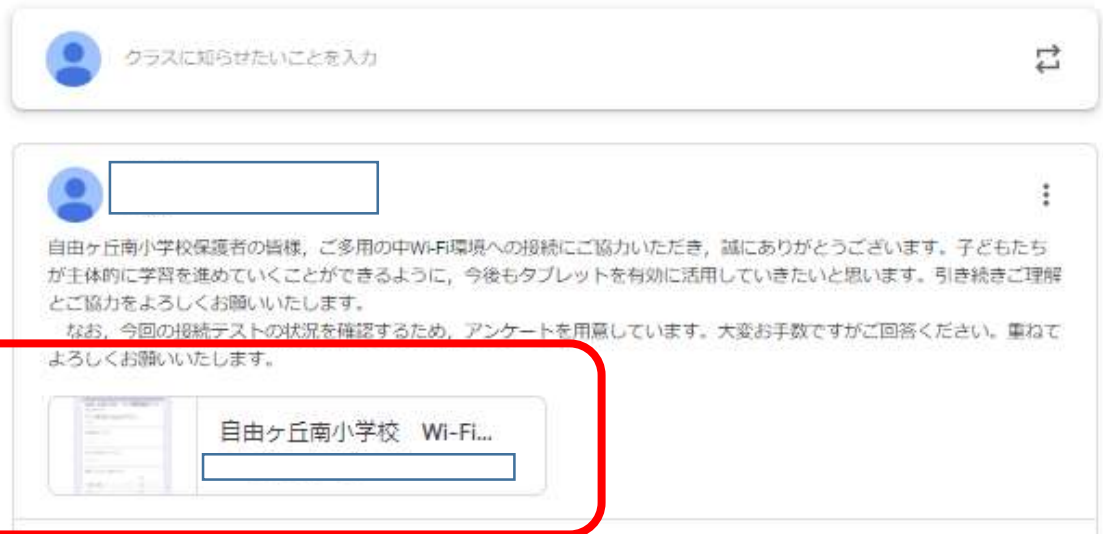 クラスに知らせたいことを入力
自由ヶ丘南小学校保護者の皆様，ご多用の中Wi-Fi環境への接続にご協力いただき，誠にありがとうございます。子どもたち
が主体的に学習を進めていくことができるように，今後もタブレットを有効に活用していきたいと思います。引き続きご理解
とご協力をよろしくお願いいたします。
　なお，今回の接続テストの状況を確認するため，アンケートを用意しています。大変お手数ですがご回答ください。重ねて
よろしくお願いいたします。
自由ヶ丘南小学校　Wi-Fi...